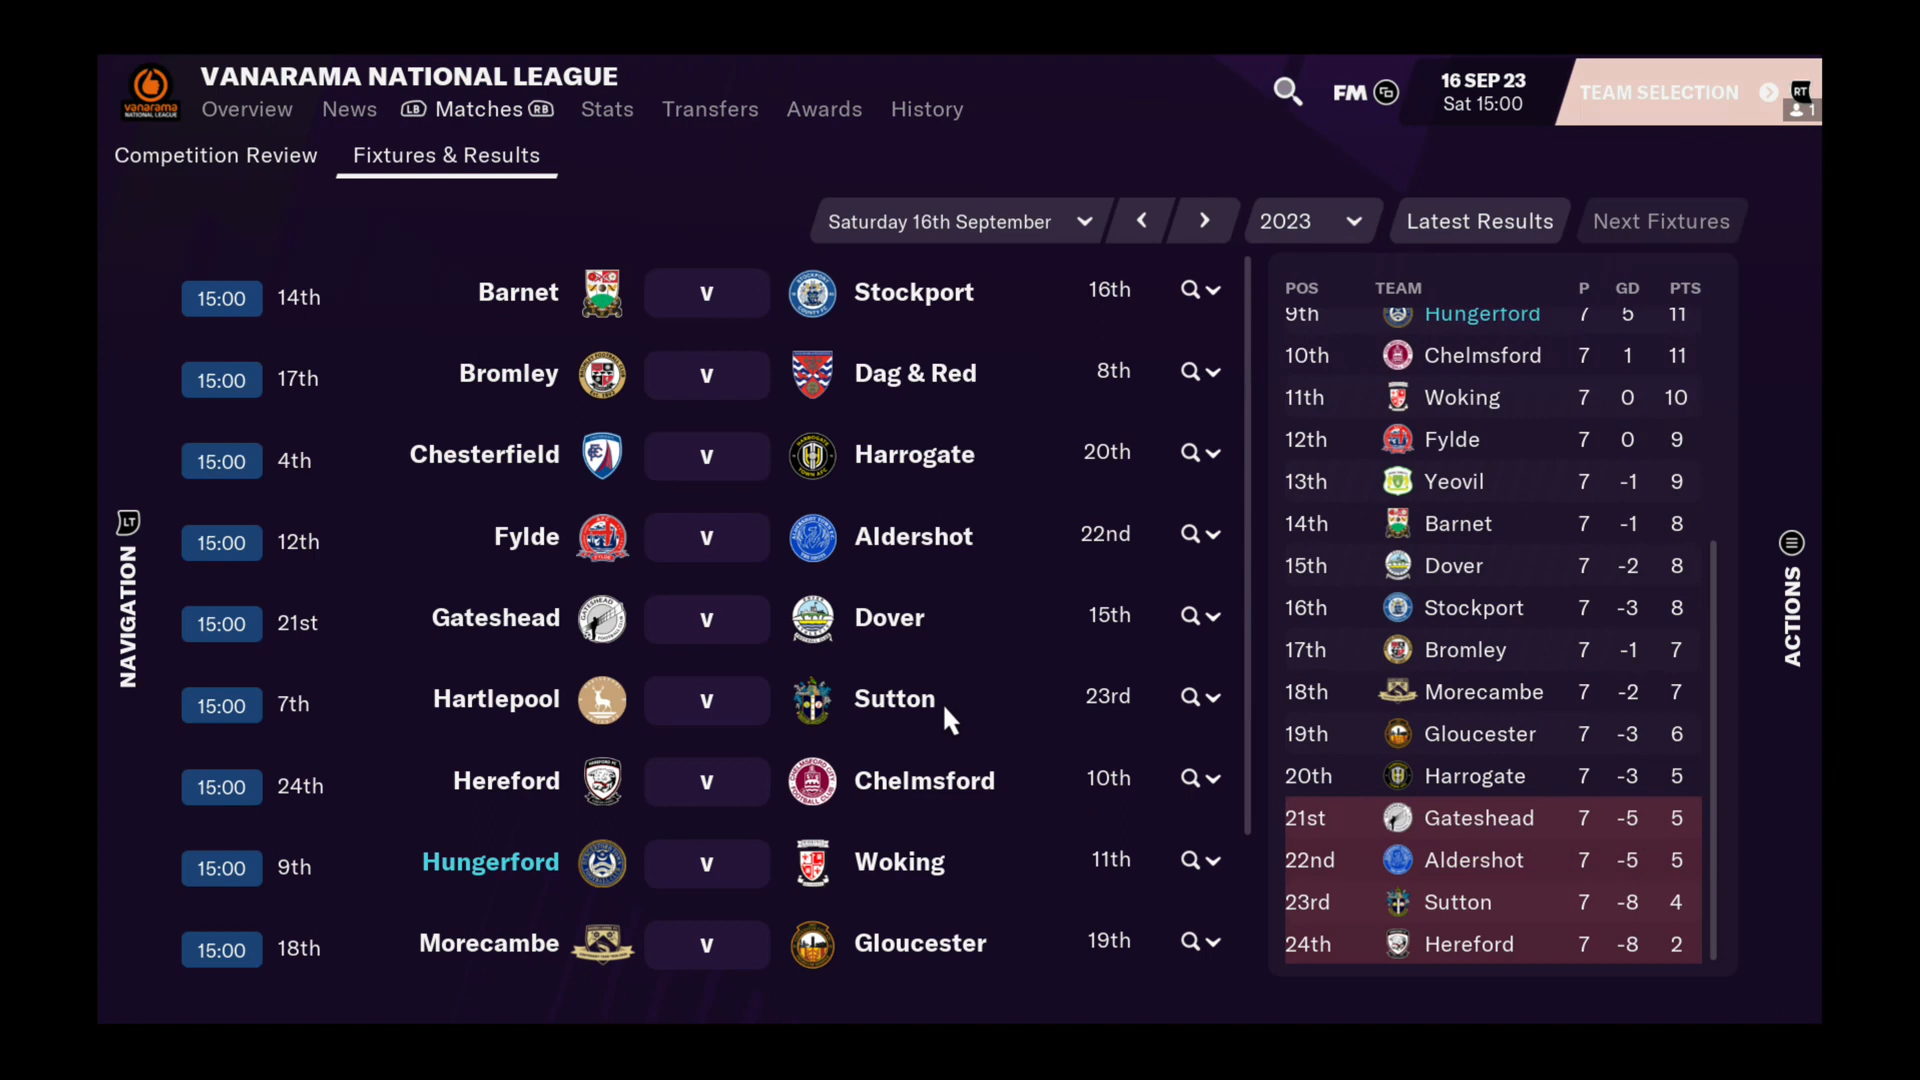 VANARAMA NATIONAL LEAGUE
vanarama
NATIONAL LEAGUE
Overview News LB Matches RB Stats Transfers Awards History
FM
16 SEP 23
Sat 15:00
TEAM SELECTION RT
1
Competition Review Fixtures & Results
Saturday 16th September 2023 Latest Results Next Fixtures
15:00 14th Barnet v Stockport 16th
15:00 17th Bromley v Dag & Red 8th
15:00 4th Chesterfield v Harrogate 20th
15:00 12th Fylde v Aldershot 22nd
15:00 21st Gateshead v Dover 15th
15:00 7th Hartlepool v Sutton 23rd
15:00 24th Hereford v Chelmsford 10th
15:00 9th Hungerford v Woking 11th
15:00 18th Morecambe v Gloucester 19th
POS TEAM P GD PTS
9th Hungerford 7 5 11
10th Chelmsford 7 1 11
11th Woking 7 0 10
12th Fylde 7 0 9
13th Yeovil 7 -1 9
14th Barnet 7 -1 8
15th Dover 7 -2 8
16th Stockport 7 -3 8
17th Bromley 7 -1 7
18th Morecambe 7 -2 7
19th Gloucester 7 -3 6
20th Harrogate 7 -3 5
21st Gateshead 7 -5 5
22nd Aldershot 7 -5 5
23rd Sutton 7 -8 4
24th Hereford 7 -8 2
LT
NAVIGATION
ACTIONS